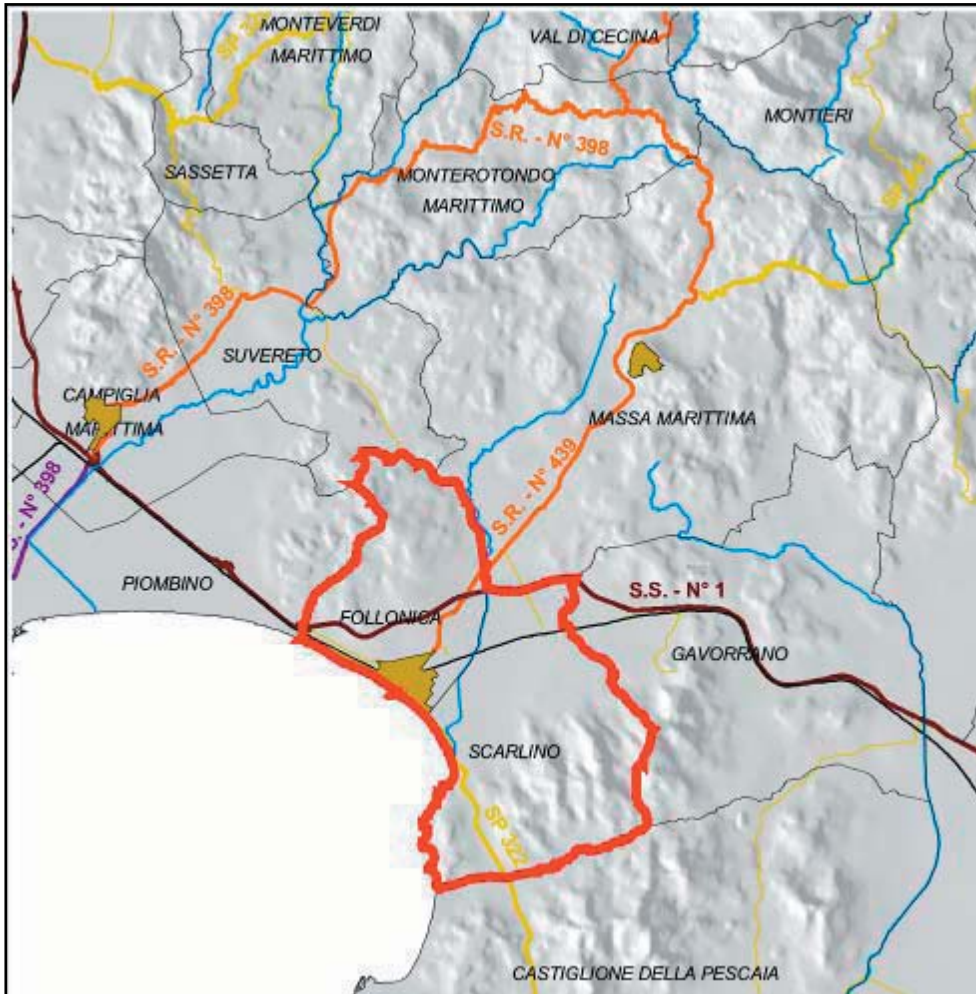 MONTEVERDI
MARITTIMO
VAL DI CECINA
MONTIERI
S.R. - N° 398
SASSETTA
MONTEROTONDO
MARITTIMO
S.R. - N° 398
SUVERETO
CAMPIGLIA
MARITTIMA
MASSA MARITTIMA
S.R. - N° 439
N° 398
PIOMBINO
FOLLONICA
S.S. - N° 1
GAVORRANO
SCARLINO
SP 322
CASTIGLIONE DELLA PESCAIA